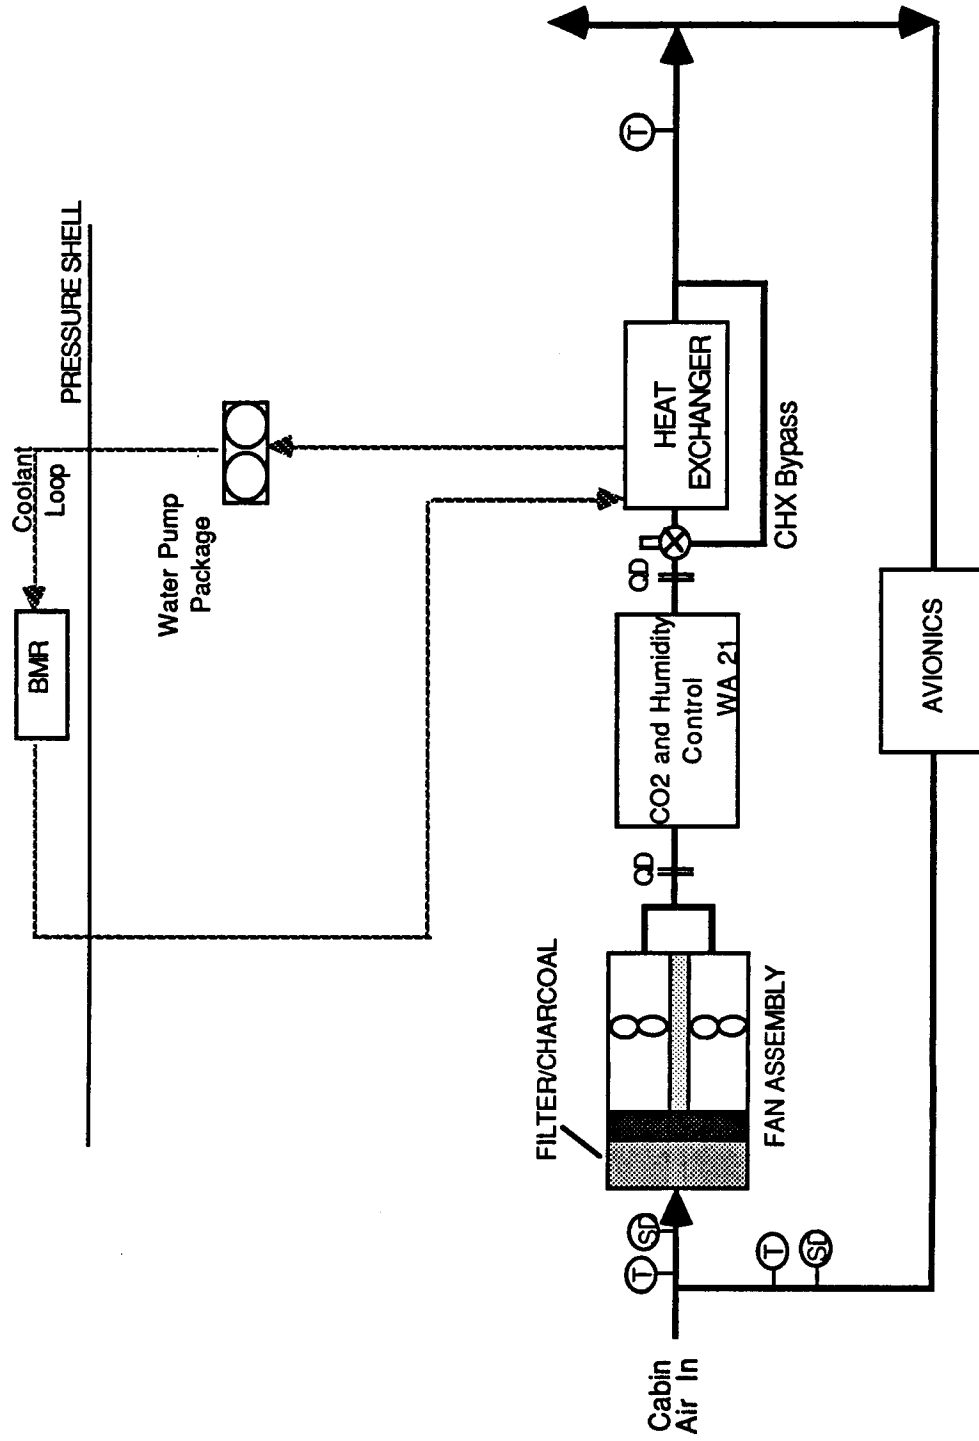 PRESSURE SHELL
Coolant
Loop
BMR
Water Pump
Package
T
HEAT
EXCHANGER
CHX Bypass
QD
CO2 and Humidity
Control
WA 21
QD
FILTER/CHARCOAL
FAN ASSEMBLY
SD
T
T
SD
Cabin
Air In
AVIONICS